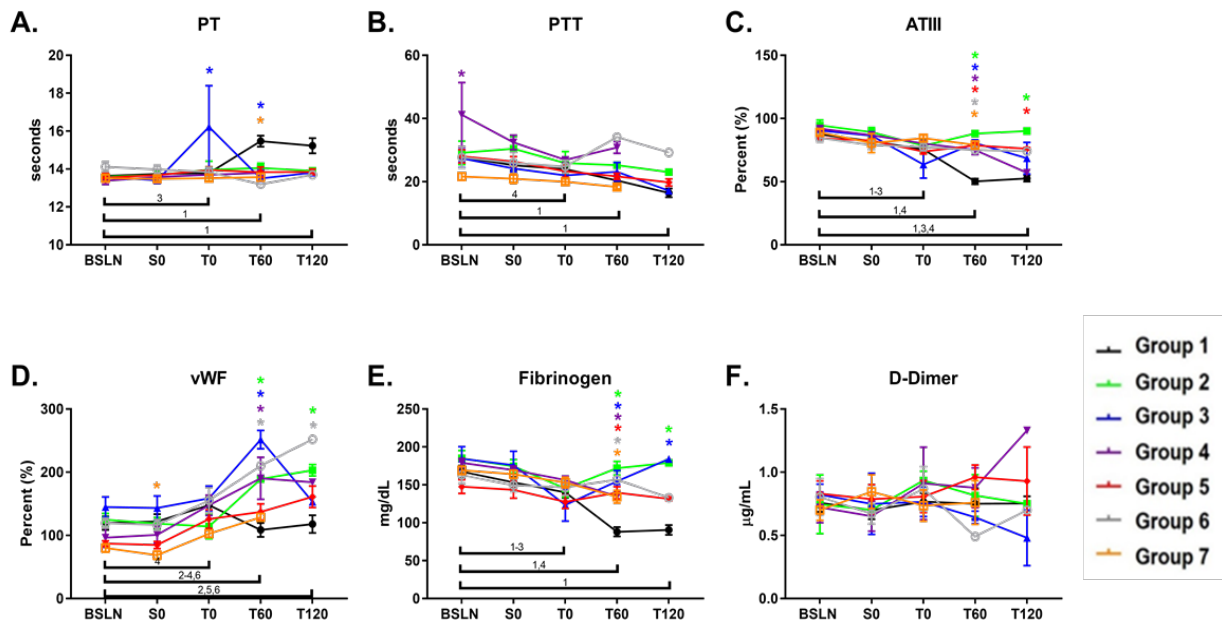 A. PT
20
18
16
14
12
10
seconds
* *
*
3
1
1
BSLN S0 T0 T60 T120
B. PTT
60
40
20
0
seconds
*
4
1
1
BSLN S0 T0 T60 T120
C. ATIII
150
100
50
0
Percent (%)
*
*
* *
* *
*
*
1-3
1,4
1,3,4
BSLN S0 T0 T60 T120
D. vWF
300
200
100
0
Percent (%)
*
* *
* *
* *
4
2-4,6
2,5,6
BSLN S0 T0 T60 T120
E. Fibrinogen
250
200
150
100
50
0
mg/dL
*
*
* *
* *
*
*
1-3
1,4
1
BSLN S0 T0 T60 T120
F. D-Dimer
1.5
1.0
0.5
0.0
μg/mL
BSLN S0 T0 T60 T120
Group 1
Group 2
Group 3
Group 4
Group 5
Group 6
Group 7